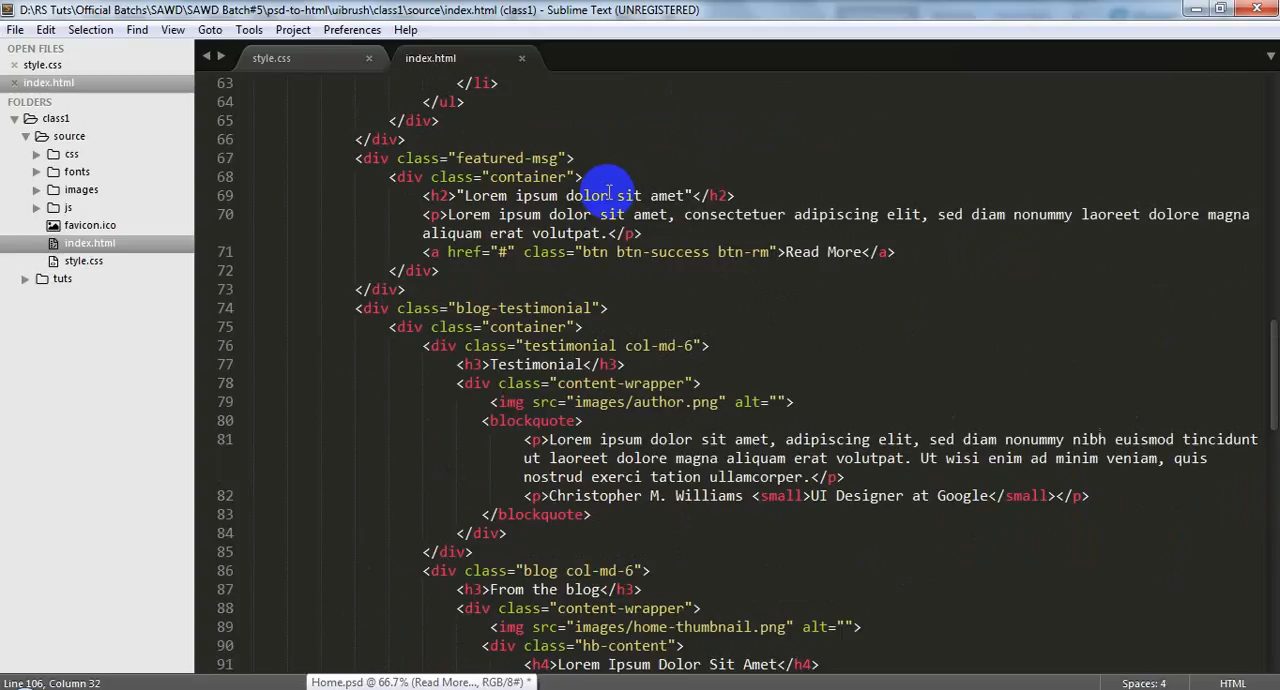 D:\RS Tuts\Official Batchs\SAWD\SAWD Batch#5\psd-to-html\uibrush\class1\source\index.html (class1) - Sublime Text (UNREGISTERED)
File Edit Selection Find View Goto Tools Project Preferences Help
OPEN FILES
style.css
index.html
FOLDERS
class1
source
css
fonts
images
js
favicon.ico
index.html
style.css
tuts
style.css index.html
63 </li>
64 </ul>
65 </div>
66 </div>
67 <div class="featured-msg">
68 <div class="container">
69 <h2>"Lorem ipsum dolor sit amet"</h2>
70 <p>Lorem ipsum dolor sit amet, consectetuer adipiscing elit, sed diam nonummy laoreet dolore magna
aliquam erat volutpat.</p>
71 <a href="#" class="btn btn-success btn-rm">Read More</a>
72 </div>
73 </div>
74 <div class="blog-testimonial">
75 <div class="container">
76 <div class="testimonial col-md-6">
77 <h3>Testimonial</h3>
78 <div class="content-wrapper">
79 <img src="images/author.png" alt="">
80 <blockquote>
81 <p>Lorem ipsum dolor sit amet, adipiscing elit, sed diam nonummy nibh euismod tincidunt
ut laoreet dolore magna aliquam erat volutpat. Ut wisi enim ad minim veniam, quis
nostrud exerci tation ullamcorper.</p>
82 <p>Christopher M. Williams <small>UI Designer at Google</small></p>
83 </blockquote>
84 </div>
85 </div>
86 <div class="blog col-md-6">
87 <h3>From the blog</h3>
88 <div class="content-wrapper">
89 <img src="images/home-thumbnail.png" alt="">
90 <div class="hb-content">
91 <h4>Lorem Ipsum Dolor Sit Amet</h4>
Line 106, Column 32
Home.psd @ 66.7% (Read More..., RGB/8#) *
Spaces: 4
HTML